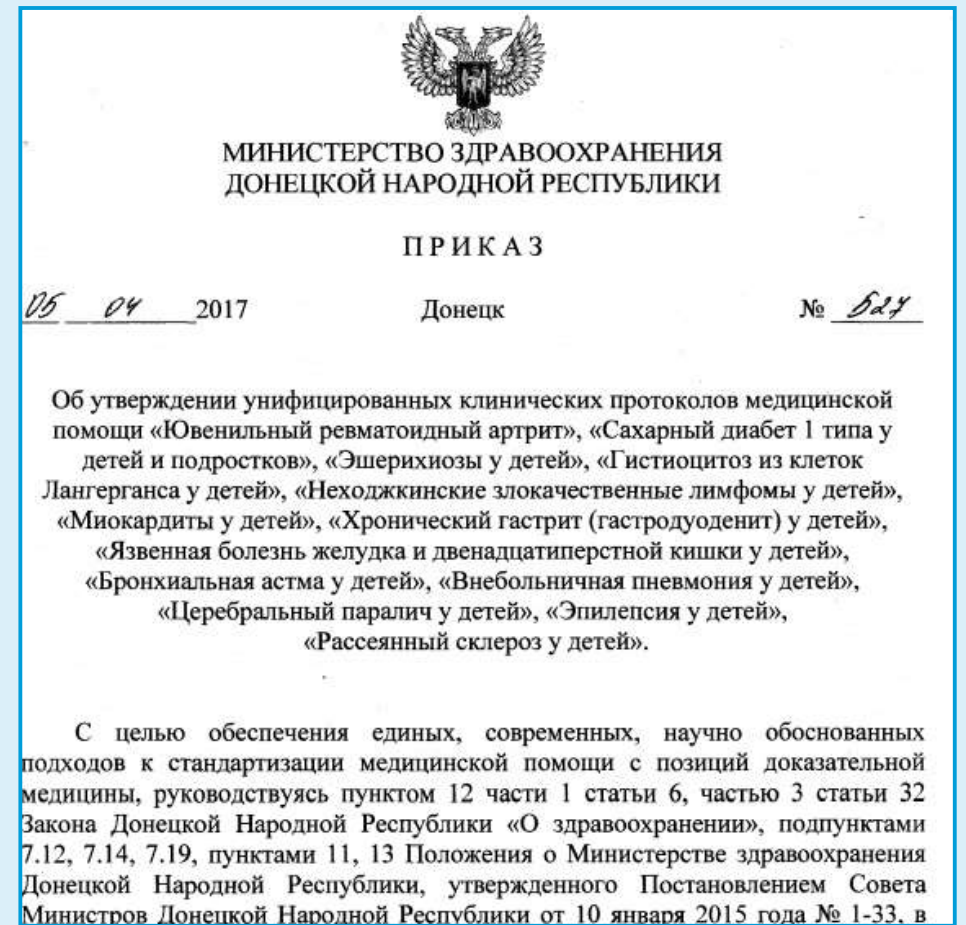 МИНИСТЕРСТВО ЗДРАВООХРАНЕНИЯ
ДОНЕЦКОЙ НАРОДНОЙ РЕСПУБЛИКИ
ПРИКАЗ
05 04 2017 Донецк № 527
Об утверждении унифицированных клинических протоколов медицинской
помощи «Ювенильный ревматоидный артрит», «Сахарный диабет 1 типа у
детей и подростков», «Эшерихиозы у детей», «Гистиоцитоз из клеток
Лангерганса у детей», «Неходжкинские злокачественные лимфомы у детей»,
«Миокардиты у детей», «Хронический гастрит (гастродуоденит) у детей»,
«Язвенная болезнь желудка и двенадцатиперстной кишки у детей»,
«Бронхиальная астма у детей», «Внебольничная пневмония у детей»,
«Церебральный паралич у детей», «Эпилепсия у детей»,
«Рассеянный склероз у детей».
С целью обеспечения единых, современных, научно обоснованных
подходов к стандартизации медицинской помощи с позиций доказательной
медицины, руководствуясь пунктом 12 части 1 статьи 6, частью 3 статьи 32
Закона Донецкой Народной Республики «О здравоохранении», подпунктами
7.12, 7.14, 7.19, пунктами 11, 13 Положения о Министерстве здравоохранения
Донецкой Народной Республики, утвержденного Постановлением Совета
Министров Донецкой Народной Республики от 10 января 2015 года № 1-33, в